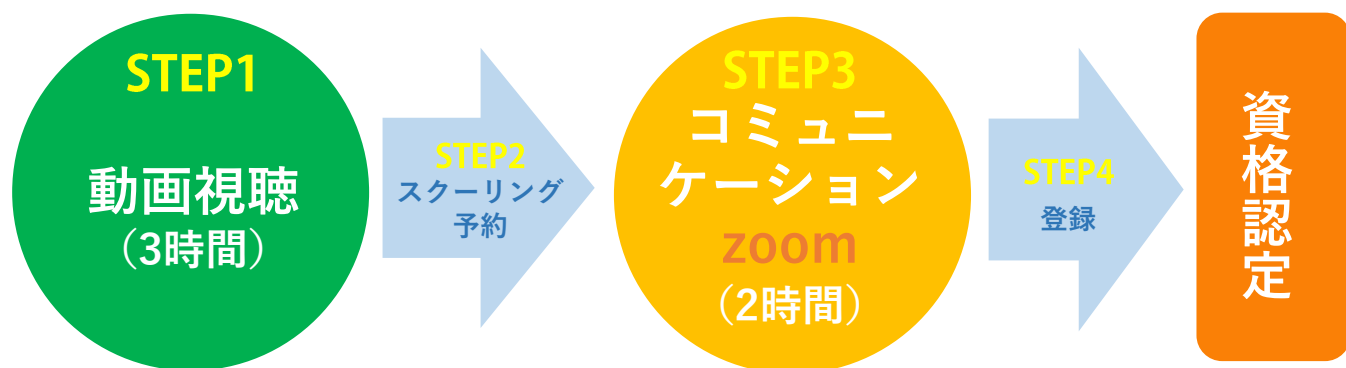 STEP1
動画視聴
（3時間）
STEP2
スクーリング
予約
STEP3
コミュニ
ケーション
zoom
（2時間）
STEP4
登録
資格認定